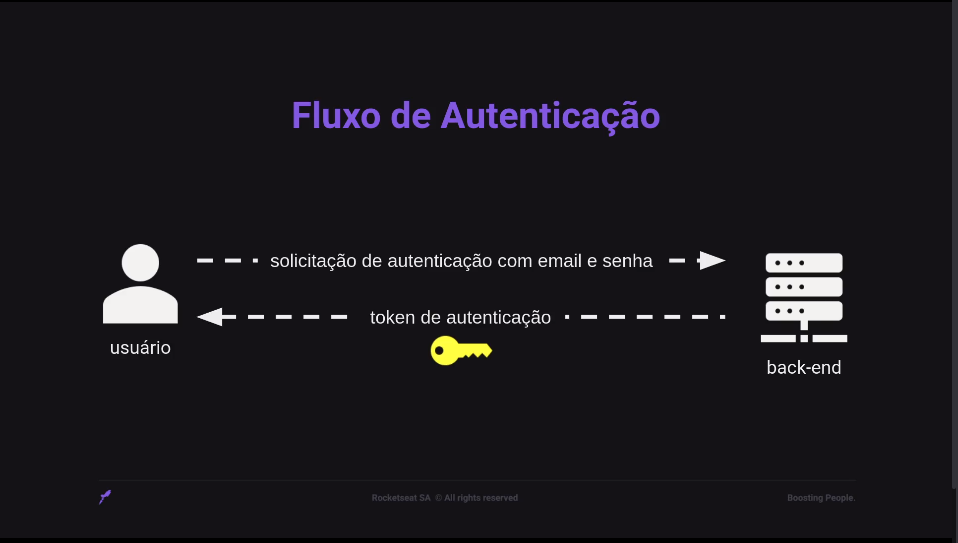 Fluxo de Autenticação
solicitação de autenticação com email e senha
token de autenticação
usuário
back-end
Rocketseat SA © All rights reserved
Boosting People.